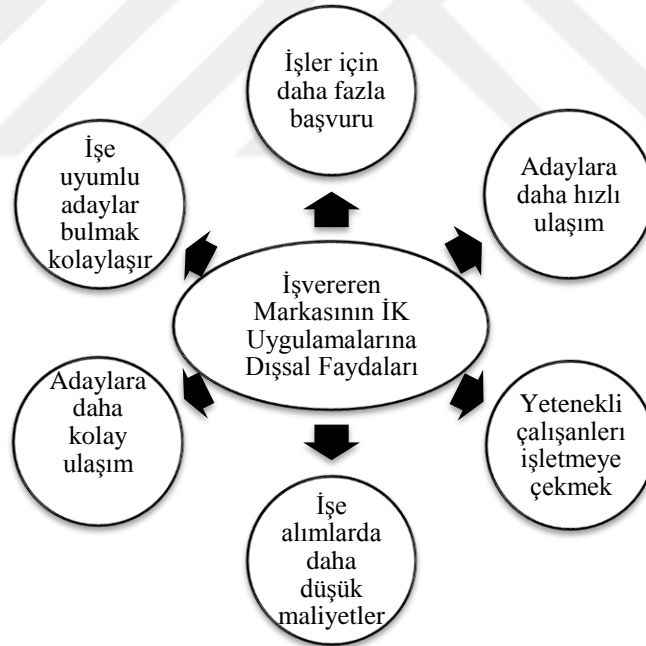 İşler için
daha fazla
başvuru
Adaylara
daha hızlı
ulaşım
Yetenekli
çalışanlerı
işletmeye
çekmek
İşe
alımlarda
daha
düşük
maliyetler
Adaylara
daha
kolay
ulaşım
İşe
uyumlu
adaylar
bulmak
kolaylaşır
İşvereren
Markasının İK
Uygulamalarına
Dışsal Faydaları